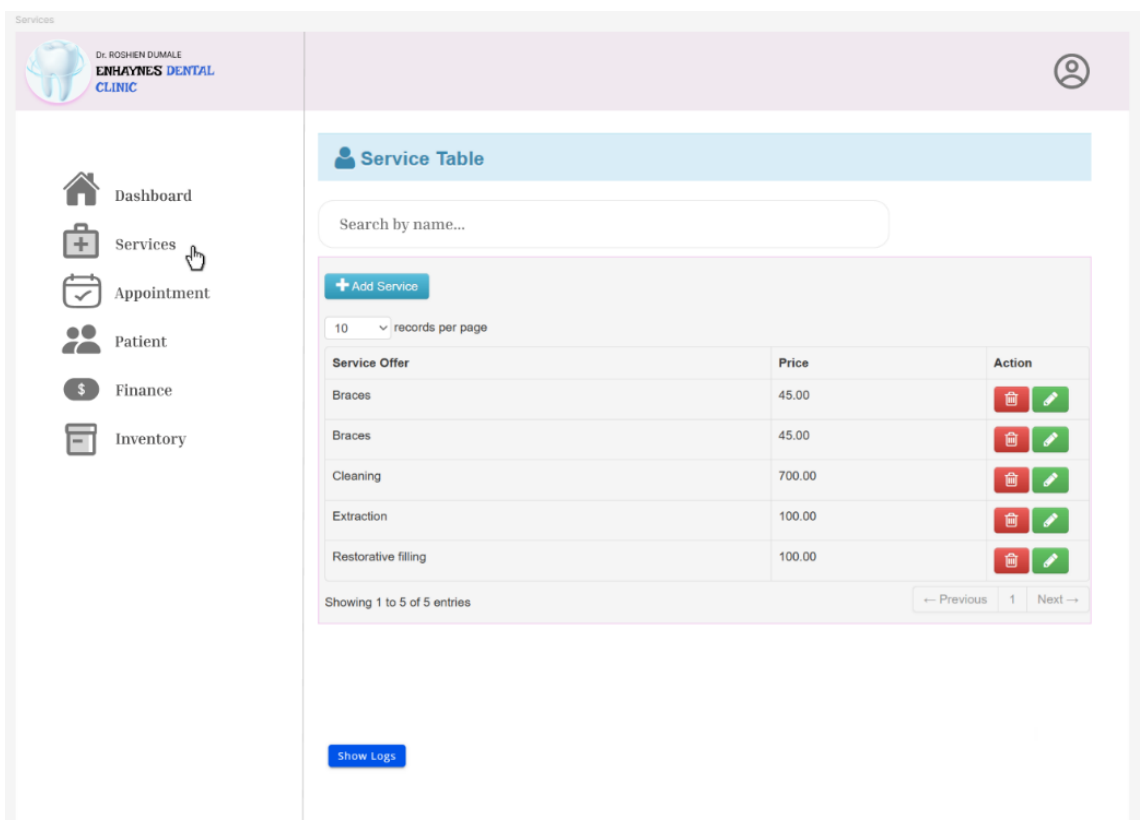 Services
Dr. ROSHIEN DUMALE
ENHAYNES DENTAL
CLINIC
Service Table
Dashboard
Search by name...
Services
Add Service
Appointment
10 records per page
Patient
Service Offer Price Action
Finance
Braces 45.00
Inventory
Braces 45.00
Cleaning 700.00
Extraction 100.00
Restorative filling 100.00
Showing 1 to 5 of 5 entries
← Previous 1 Next →
Show Logs